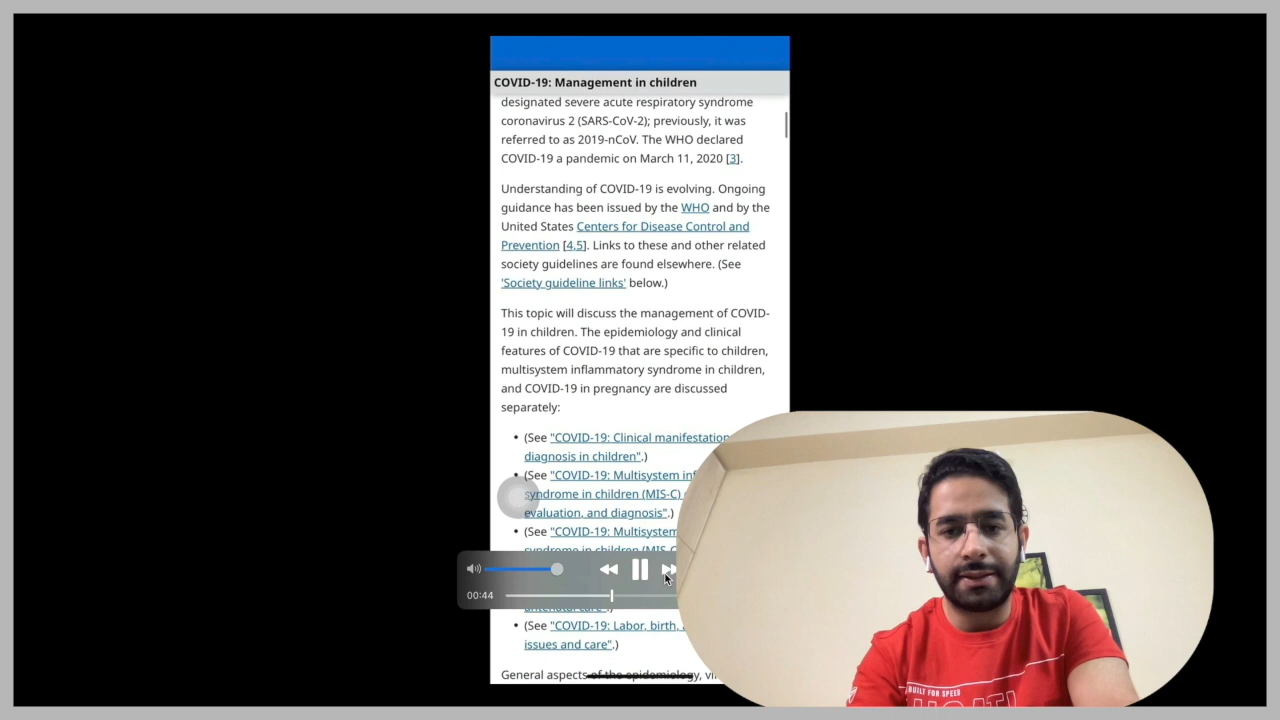 COVID-19: Management in children
designated severe acute respiratory syndrome
coronavirus 2 (SARS-CoV-2); previously, it was
referred to as 2019-nCoV. The WHO declared
COVID-19 a pandemic on March 11, 2020 [3].
Understanding of COVID-19 is evolving. Ongoing
guidance has been issued by the WHO and by the
United States Centers for Disease Control and
Prevention [4,5]. Links to these and other related
society guidelines are found elsewhere. (See
'Society guideline links' below.)
This topic will discuss the management of COVID-
19 in children. The epidemiology and clinical
features of COVID-19 that are specific to children,
multisystem inflammatory syndrome in children,
and COVID-19 in pregnancy are discussed
separately:
• (See "COVID-19: Clinical manifestation
diagnosis in children".)
• (See "COVID-19: Multisystem
syndrome in children (MIS-C)
evaluation, and diagnosis".)
• (See "COVID-19: Multisystem
syndrome in children
00:44
• (See "COVID-19: Labor, birth,
issues and care".)
General aspects of the epidemiology,
BUILT FOR SPEED